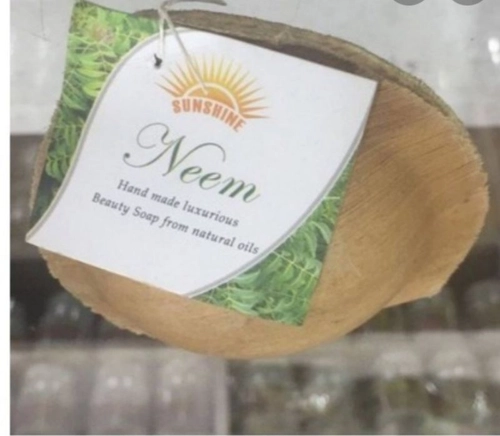 SUNSHINE
Neem
Hand made luxurious
Beauty Soap from natural oils